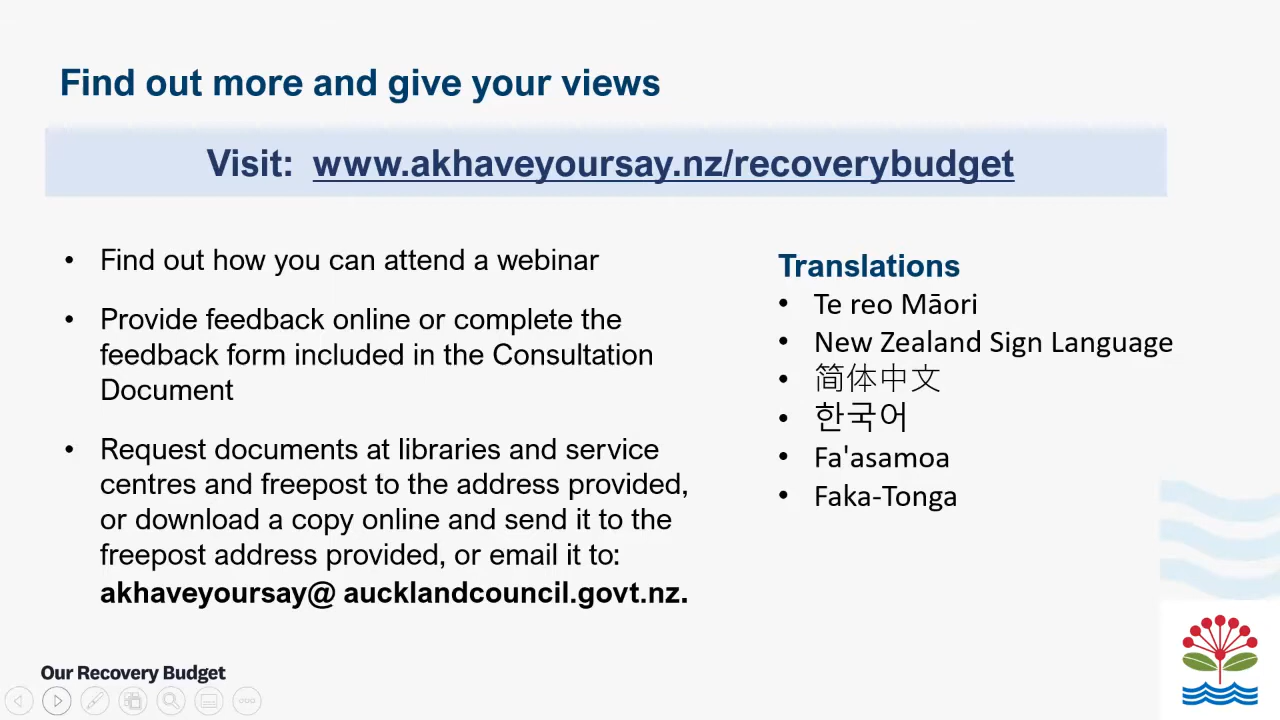 Find out more and give your views
Visit: www.akhaveyoursay.nz/recoverybudget
• Find out how you can attend a webinar
• Provide feedback online or complete the
feedback form included in the Consultation
Document
• Request documents at libraries and service
centres and freepost to the address provided,
or download a copy online and send it to the
freepost address provided, or email it to:
akhaveyoursay@ aucklandcouncil.govt.nz.
Translations
• Te reo Māori
• New Zealand Sign Language
• 简体中文
• 한국어
• Fa'asamoa
• Faka-Tonga
Our Recovery Budget